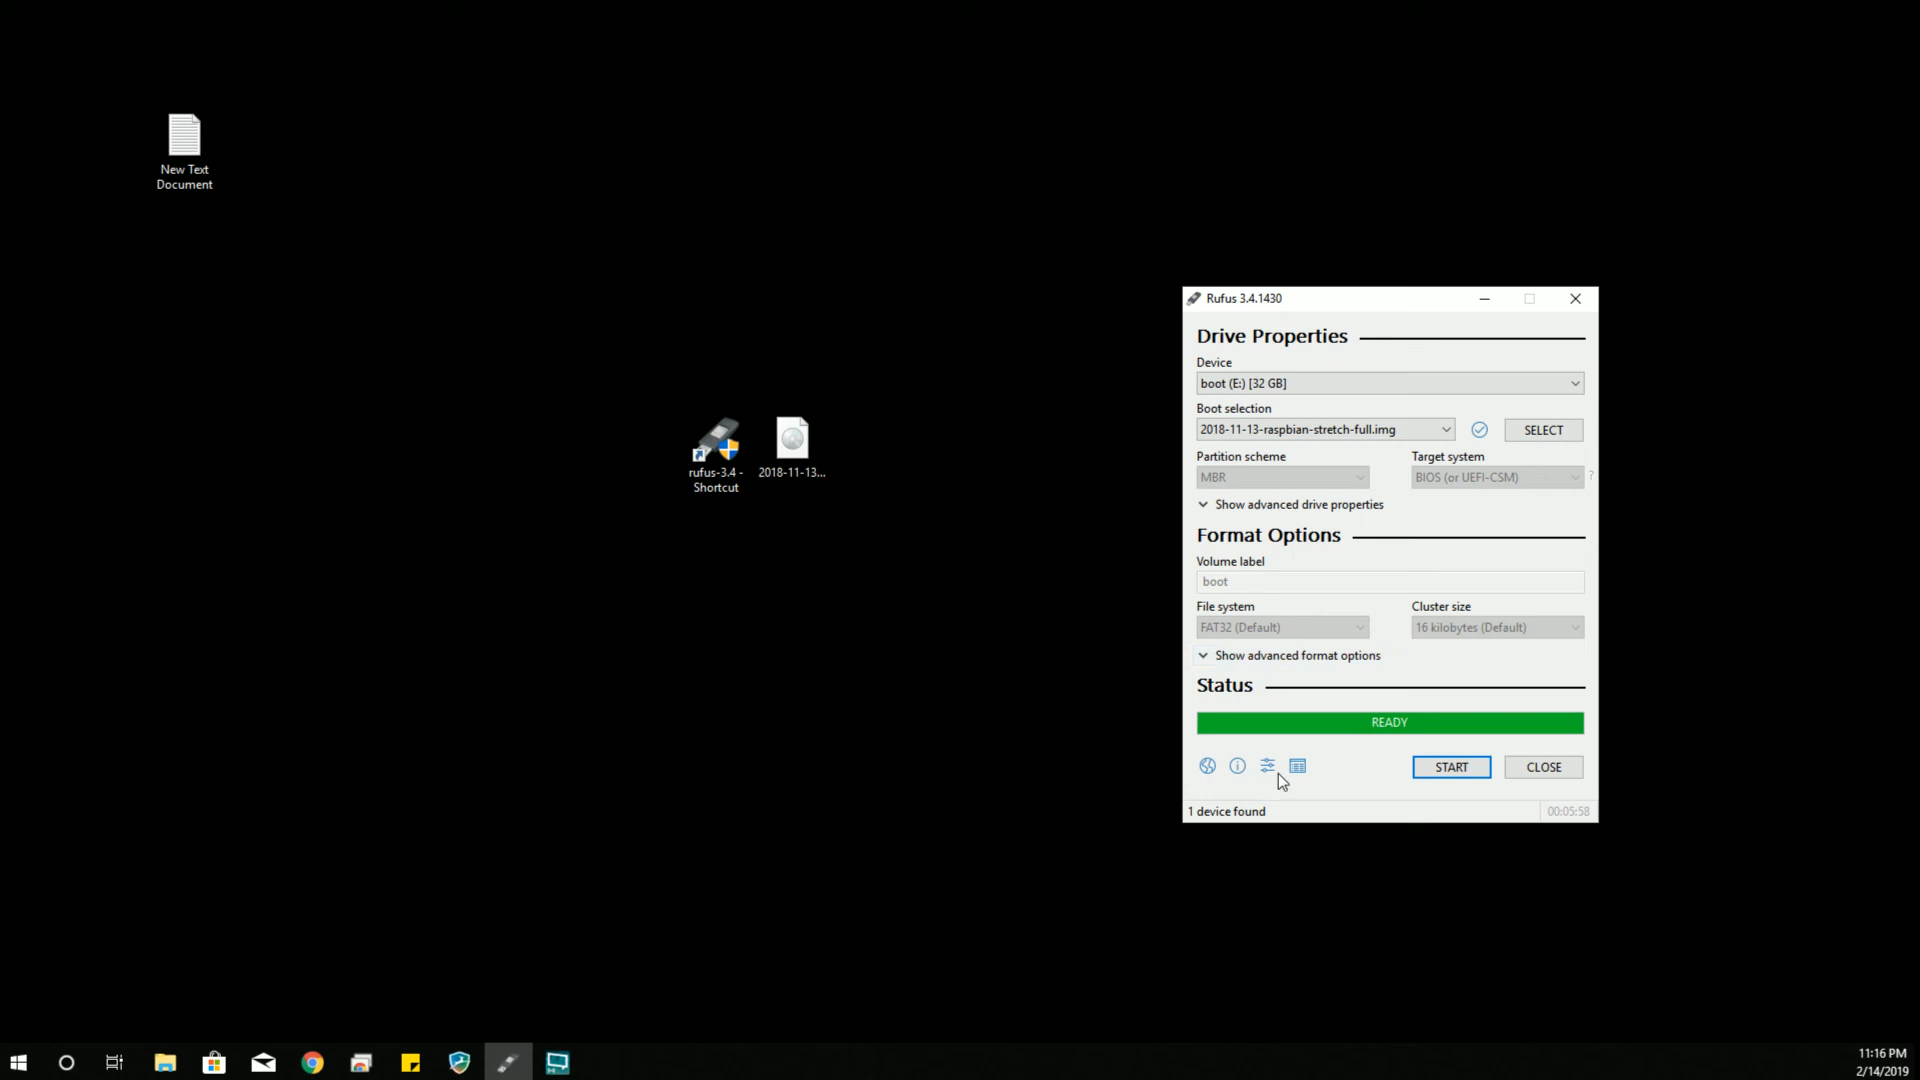 New Text
Document
rufus-3.4 -
Shortcut
2018-11-13...
Rufus 3.4.1430
Drive Properties
Device
boot (E:) [32 GB]
Boot selection
2018-11-13-raspbian-stretch-full.img
SELECT
Partition scheme
Target system
MBR
BIOS (or UEFI-CSM)
?
Show advanced drive properties
Format Options
Volume label
boot
File system
Cluster size
FAT32 (Default)
16 kilobytes (Default)
Show advanced format options
Status
READY
START
CLOSE
1 device found
00:05:58
11:16 PM
2/14/2019